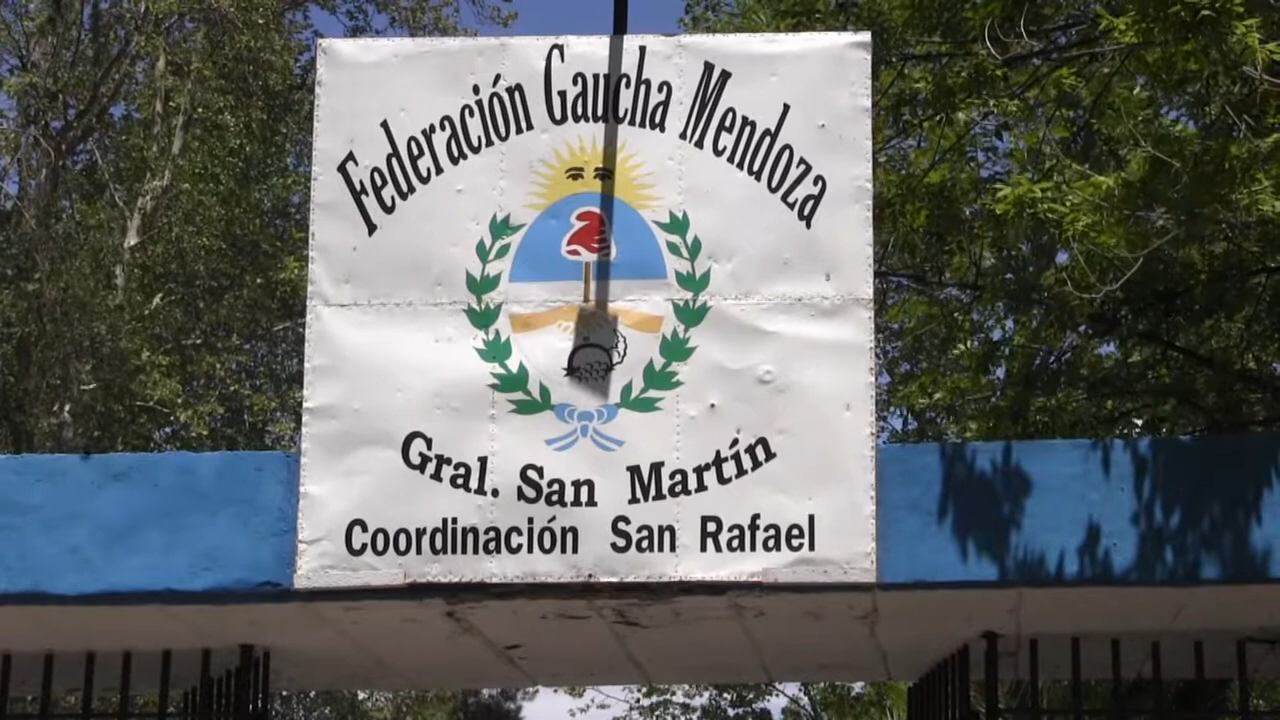 Federación Gaucha Mendoza
Gral. San Martín
Coordinación San Rafael